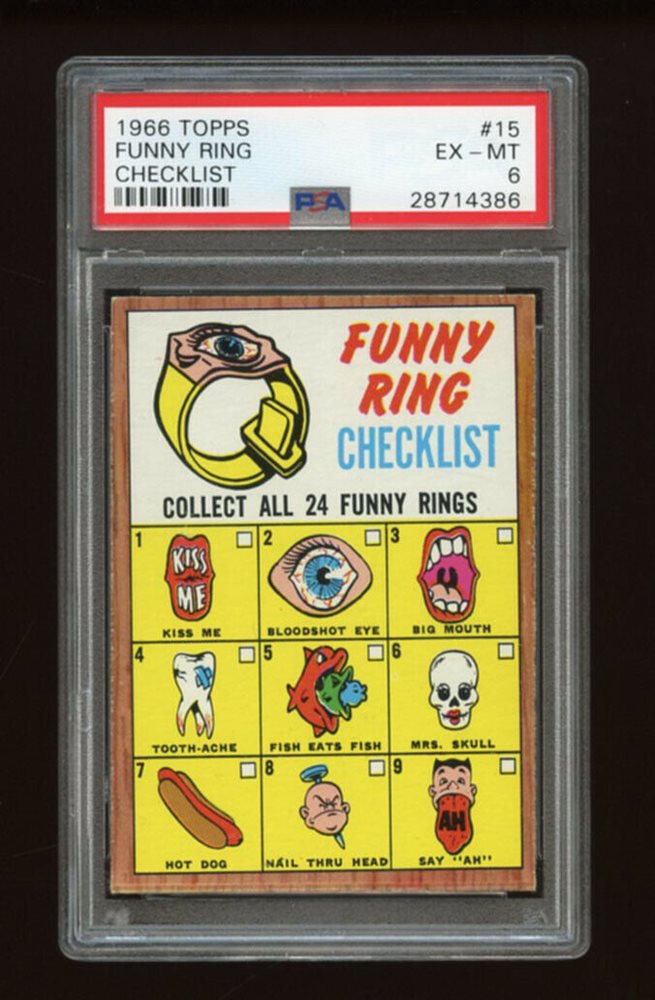 1966 TOPPS #15
FUNNY RING EX - MT
CHECKLIST 6
PSA 28714386
FUNNY
RING
CHECKLIST
COLLECT ALL 24 FUNNY RINGS
1 2 3
KISS
ME
KISS ME BLOODSHOT EYE BIG MOUTH
4 5 6
TOOTH-ACHE FISH EATS FISH MRS. SKULL
7 8 9
AH
HOT DOG NAIL THRU HEAD SAY "AH"